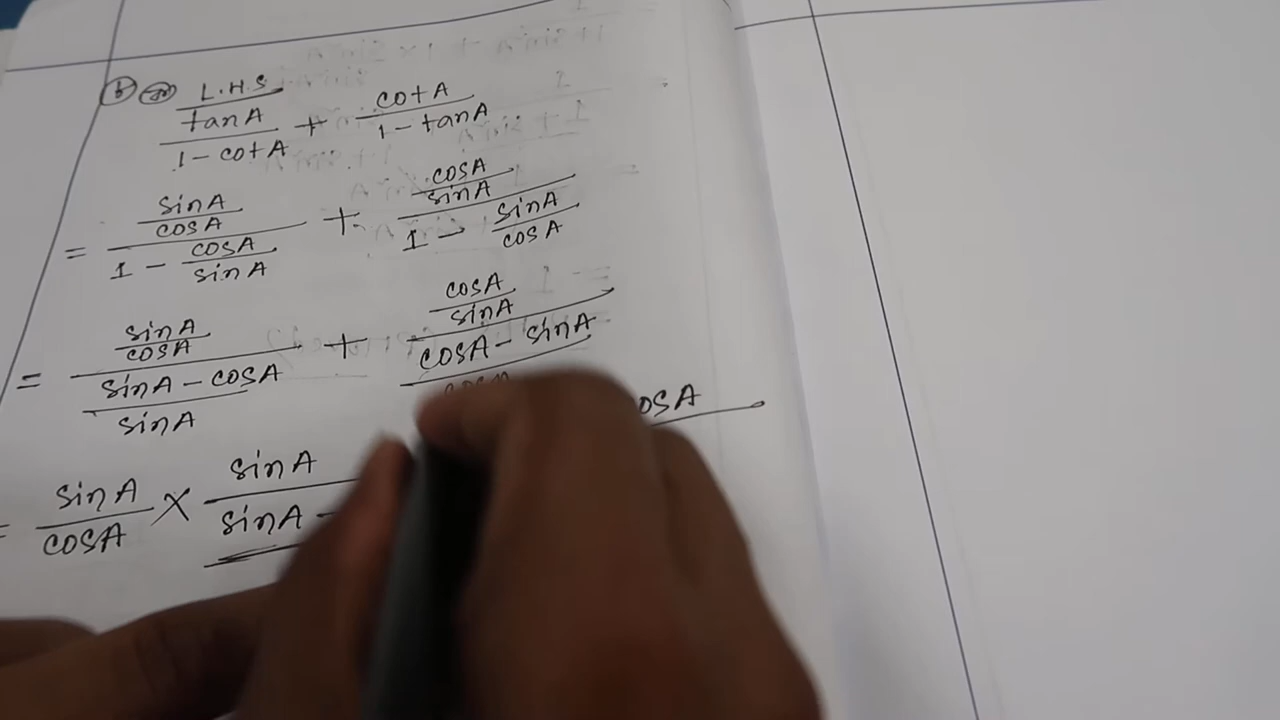 L.H.S
tanA / 1 - cotA + cotA / 1 - tanA
= sinA / cosA / 1 - cosA / sinA + cosA / sinA / 1 - sinA / cosA
= sinA / cosA / sinA - cosA / sinA + cosA / sinA / cosA - sinA / cosA
= sinA / cosA × sinA / sinA -